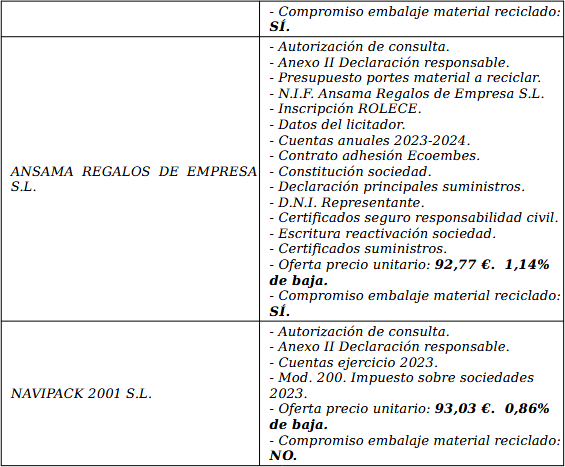 - Compromiso embalaje material reciclado:
SÍ.
ANSAMA REGALOS DE EMPRESA
S.L.
- Autorización de consulta.
- Anexo II Declaración responsable.
- Presupuesto portes material a reciclar.
- N.I.F. Ansama Regalos de Empresa S.L.
- Inscripción ROLECE.
- Datos del licitador.
- Cuentas anuales 2023-2024.
- Contrato adhesión Ecoembes.
- Constitución sociedad.
- Declaración principales suministros.
- D.N.I. Representante.
- Certificados seguro responsabilidad civil.
- Escritura reactivación sociedad.
- Certificados suministros.
- Oferta precio unitario: 92,77 €. 1,14%
de baja.
- Compromiso embalaje material reciclado:
SÍ.
NAVIPACK 2001 S.L.
- Autorización de consulta.
- Anexo II Declaración responsable.
- Cuentas ejercicio 2023.
- Mod. 200. Impuesto sobre sociedades
2023.
- Oferta precio unitario: 93,03 €. 0,86%
de baja.
- Compromiso embalaje material reciclado:
NO.